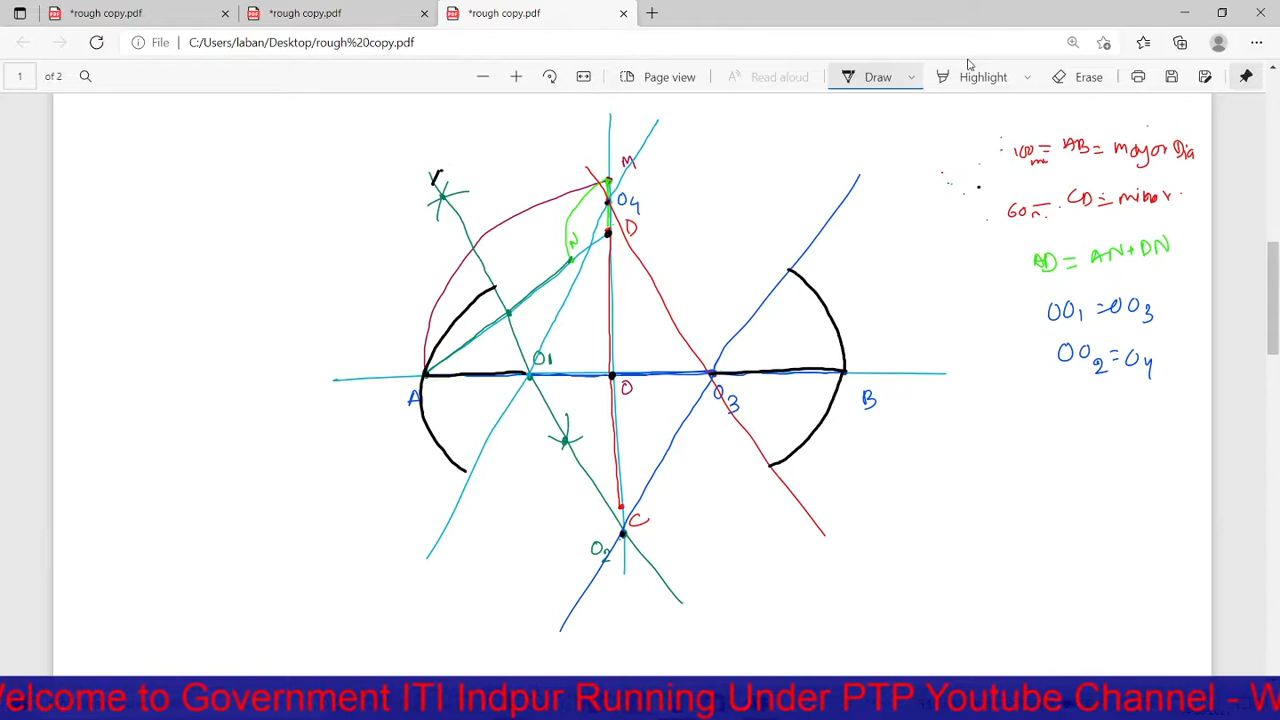 *rough copy.pdf
*rough copy.pdf
*rough copy.pdf
File
C:/Users/laban/Desktop/rough%20copy.pdf
1 of 2
Page view
Read aloud
Draw
Highlight
Erase
M
O4
D
N
100 = AB = major Dia
CD = minor
AD = AN + DN
OO1 = OO3
OO2 = O4
O1
A
O
O3
B
C
O2
Welcome to Government ITI Indpur Running Under PTP Youtube Channel - W